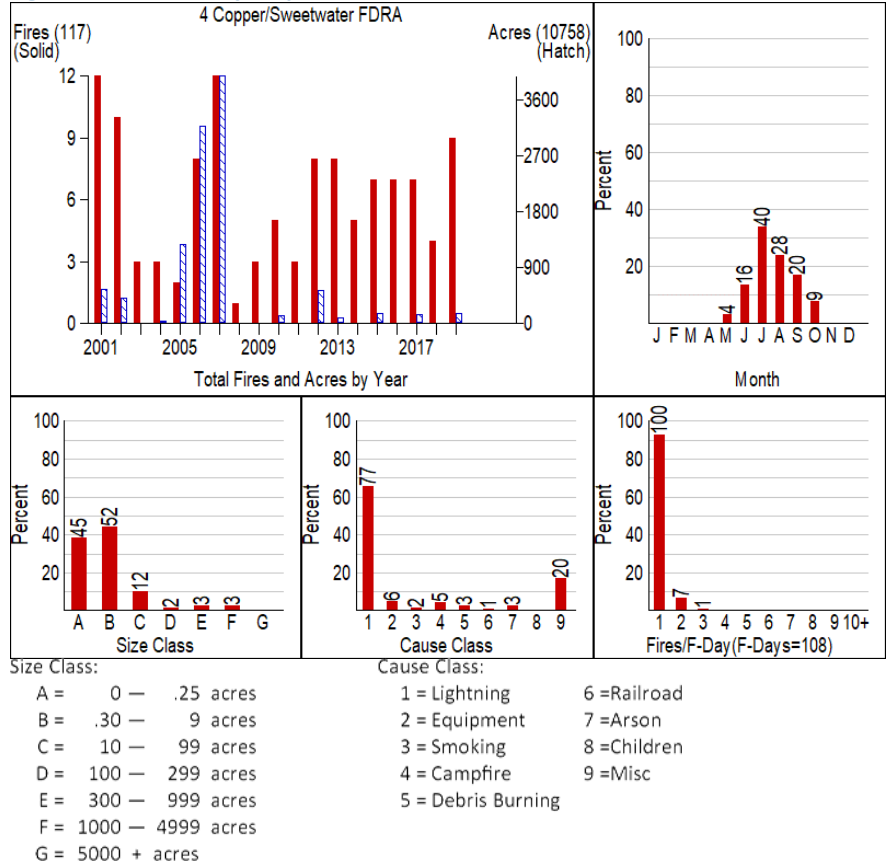 4 Copper/Sweetwater FDRA
Fires (117)
(Solid)
Acres (10758)
(Hatch)
12
9
6
3
0
3600
2700
1800
900
0
2001 2005 2009 2013 2017
Total Fires and Acres by Year
Percent
100
80
60
40
20
4 16 40 28 20 9
J F M A M J J A S O N D
Month
Percent
100
80
60
40
20
45 52 12 2 3 3
A B C D E F G
Size Class
Percent
100
80
60
40
20
77 6 2 5 3 1 3 20
1 2 3 4 5 6 7 8 9
Cause Class
Percent
100
80
60
40
20
100 7 1
1 2 3 4 5 6 7 8 9 10+
Fires/F-Day(F-Days=108)
Size Class:
A = 0 — .25 acres
B = .30 — 9 acres
C = 10 — 99 acres
D = 100 — 299 acres
E = 300 — 999 acres
F = 1000 — 4999 acres
G = 5000 + acres
Cause Class:
1 = Lightning
2 = Equipment
3 = Smoking
4 = Campfire
5 = Debris Burning
6 =Railroad
7 =Arson
8 =Children
9 =Misc